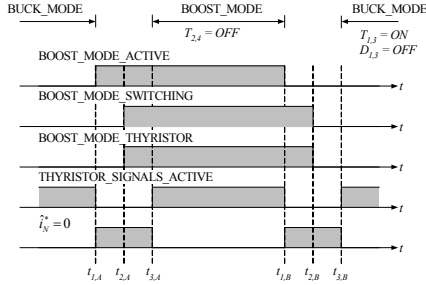 BUCK_MODE BOOST_MODE BUCK_MODE
T2,4 = OFF T1,3 = ON
D1,3 = OFF
BOOST_MODE_ACTIVE
t
BOOST_MODE_SWITCHING
t
BOOST_MODE_THYRISTOR
t
THYRISTOR_SIGNALS_ACTIVE
t
î*N = 0
t
t1,A t2,A t3,A t1,B t2,B t3,B